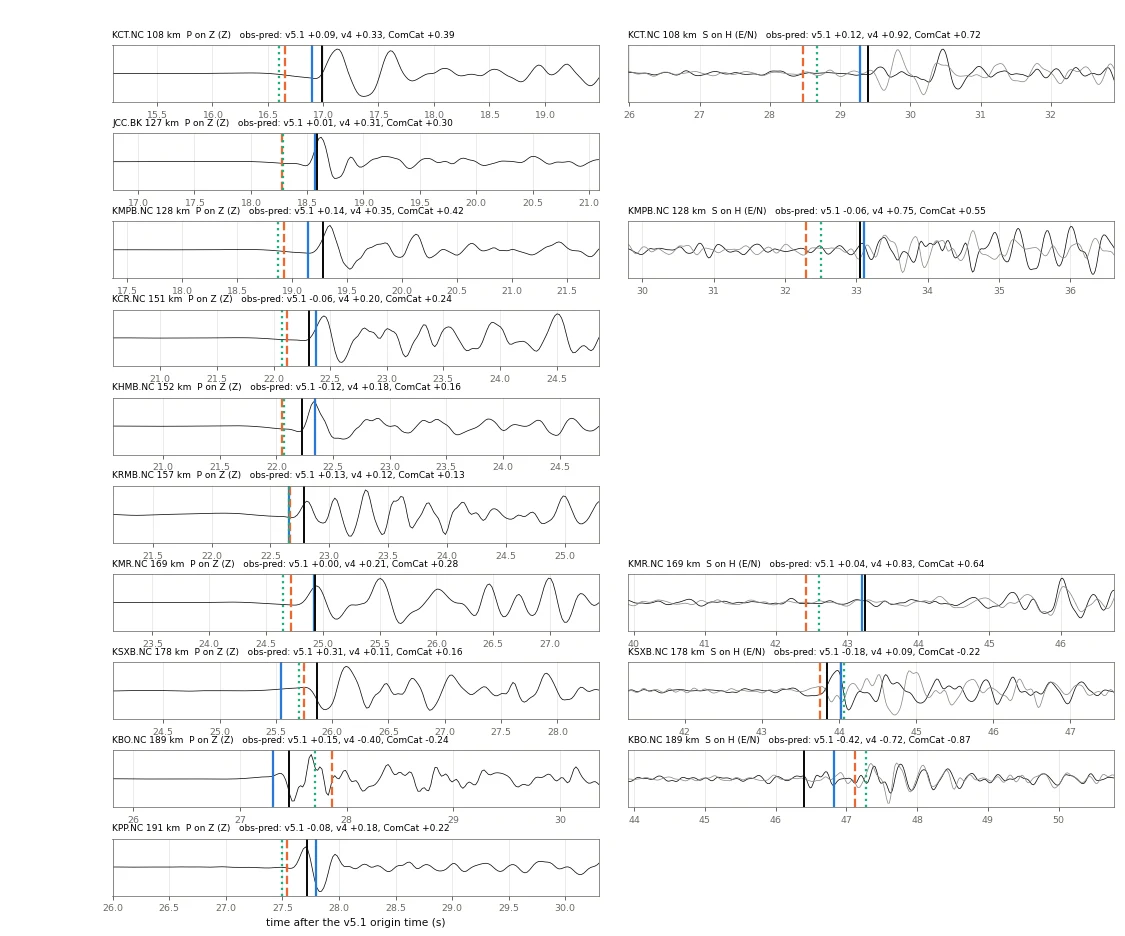 KCT.NC 108 km P on Z (Z) obs-pred: v5.1 +0.09, v4 +0.33, ComCat +0.39
KCT.NC 108 km S on H (E/N) obs-pred: v5.1 +0.12, v4 +0.92, ComCat +0.72
15.5 16.0 16.5 17.0 17.5 18.0 18.5 19.0
26 27 28 29 30 31 32
JCC.BK 127 km P on Z (Z) obs-pred: v5.1 +0.01, v4 +0.31, ComCat +0.30
17.0 17.5 18.0 18.5 19.0 19.5 20.0 20.5 21.0
KMPB.NC 128 km P on Z (Z) obs-pred: v5.1 +0.14, v4 +0.35, ComCat +0.42
KMPB.NC 128 km S on H (E/N) obs-pred: v5.1 -0.06, v4 +0.75, ComCat +0.55
17.5 18.0 18.5 19.0 19.5 20.0 20.5 21.0 21.5
30 31 32 33 34 35 36
KCR.NC 151 km P on Z (Z) obs-pred: v5.1 -0.06, v4 +0.20, ComCat +0.24
21.0 21.5 22.0 22.5 23.0 23.5 24.0 24.5
KHMB.NC 152 km P on Z (Z) obs-pred: v5.1 -0.12, v4 +0.18, ComCat +0.16
21.0 21.5 22.0 22.5 23.0 23.5 24.0 24.5
KRMB.NC 157 km P on Z (Z) obs-pred: v5.1 +0.13, v4 +0.12, ComCat +0.13
21.5 22.0 22.5 23.0 23.5 24.0 24.5 25.0
KMR.NC 169 km P on Z (Z) obs-pred: v5.1 +0.00, v4 +0.21, ComCat +0.28
KMR.NC 169 km S on H (E/N) obs-pred: v5.1 +0.04, v4 +0.83, ComCat +0.64
23.5 24.0 24.5 25.0 25.5 26.0 26.5 27.0
40 41 42 43 44 45 46
KSXB.NC 178 km P on Z (Z) obs-pred: v5.1 +0.31, v4 +0.11, ComCat +0.16
KSXB.NC 178 km S on H (E/N) obs-pred: v5.1 -0.18, v4 +0.09, ComCat -0.22
24.5 25.0 25.5 26.0 26.5 27.0 27.5 28.0
42 43 44 45 46 47
KBO.NC 189 km P on Z (Z) obs-pred: v5.1 +0.15, v4 -0.40, ComCat -0.24
KBO.NC 189 km S on H (E/N) obs-pred: v5.1 -0.42, v4 -0.72, ComCat -0.87
26 27 28 29 30
44 45 46 47 48 49 50
KPP.NC 191 km P on Z (Z) obs-pred: v5.1 -0.08, v4 +0.18, ComCat +0.22
26.0 26.5 27.0 27.5 28.0 28.5 29.0 29.5 30.0
time after the v5.1 origin time (s)